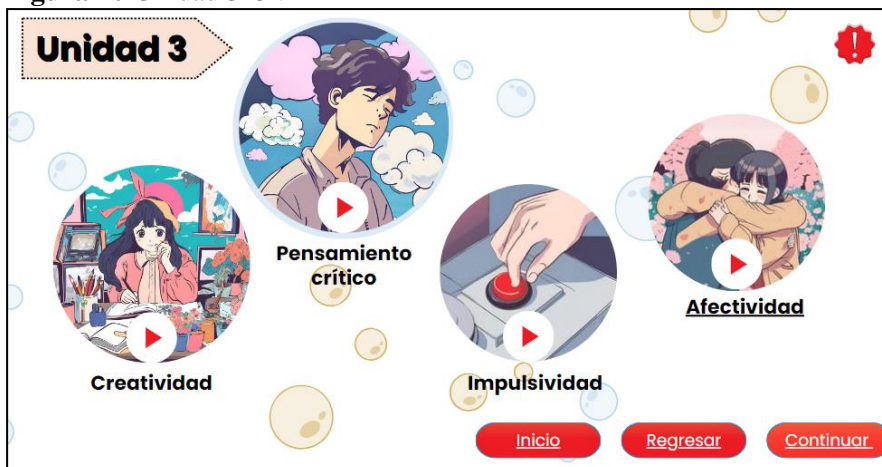 Unidad 3
Pensamiento
crítico
Creatividad
Impulsividad
Afectividad
Inicio
Regresar
Continuar